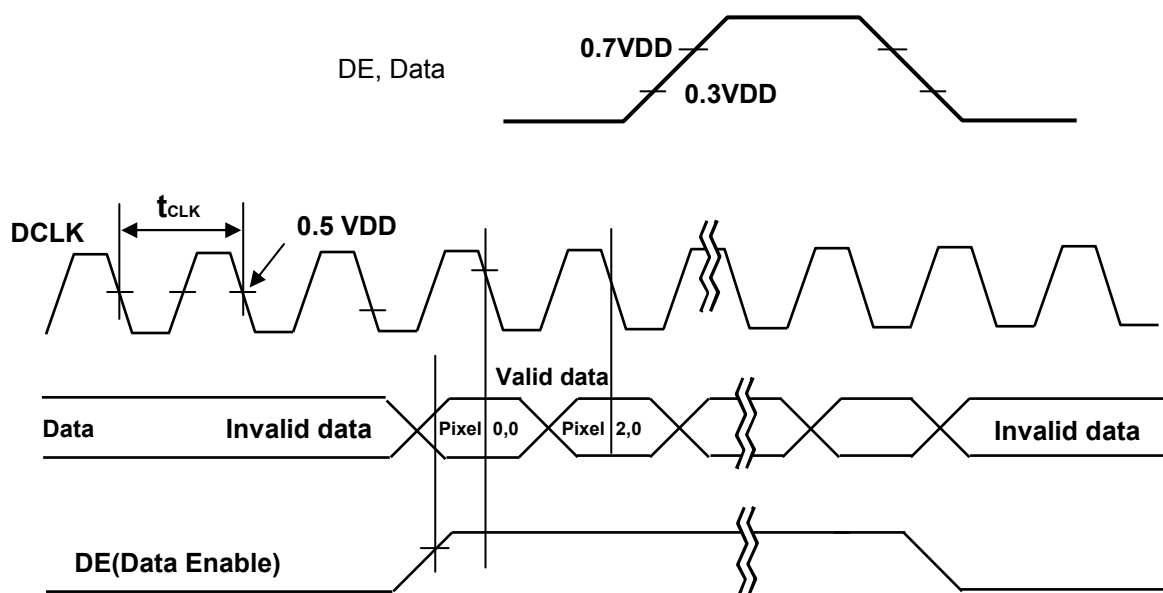 DE, Data
0.7VDD
0.3VDD
tCLK
0.5 VDD
DCLK
Valid data
Data
Invalid data
Pixel 0,0
Pixel 2,0
Invalid data
DE(Data Enable)